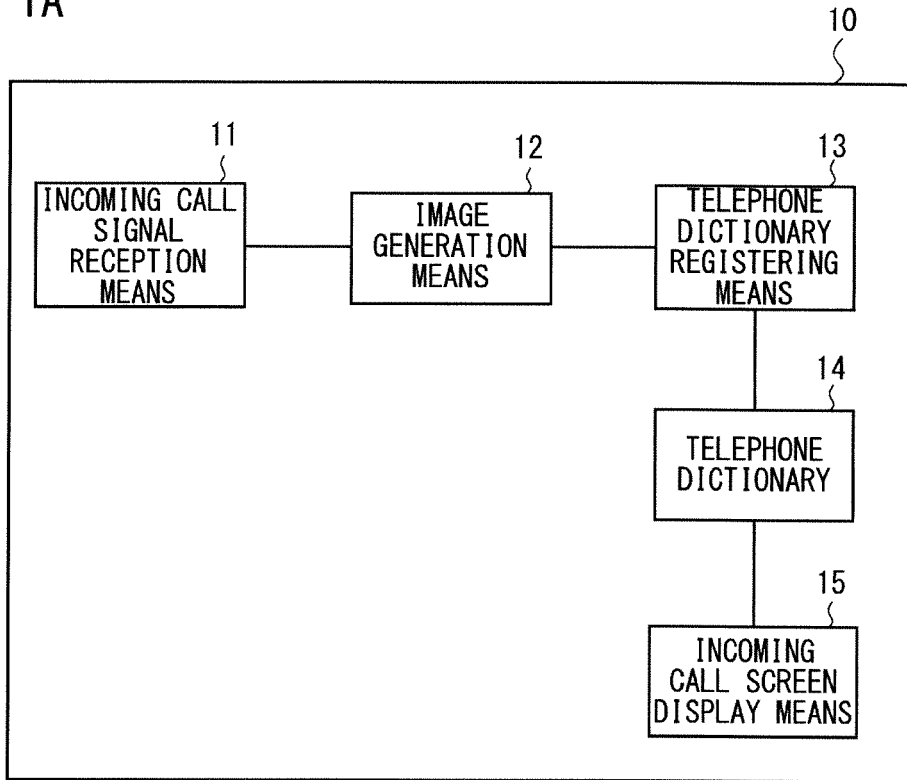 1A
10
11
INCOMING CALL
SIGNAL
RECEPTION
MEANS
12
IMAGE
GENERATION
MEANS
13
TELEPHONE
DICTIONARY
REGISTERING
MEANS
14
TELEPHONE
DICTIONARY
15
INCOMING
CALL SCREEN
DISPLAY MEANS